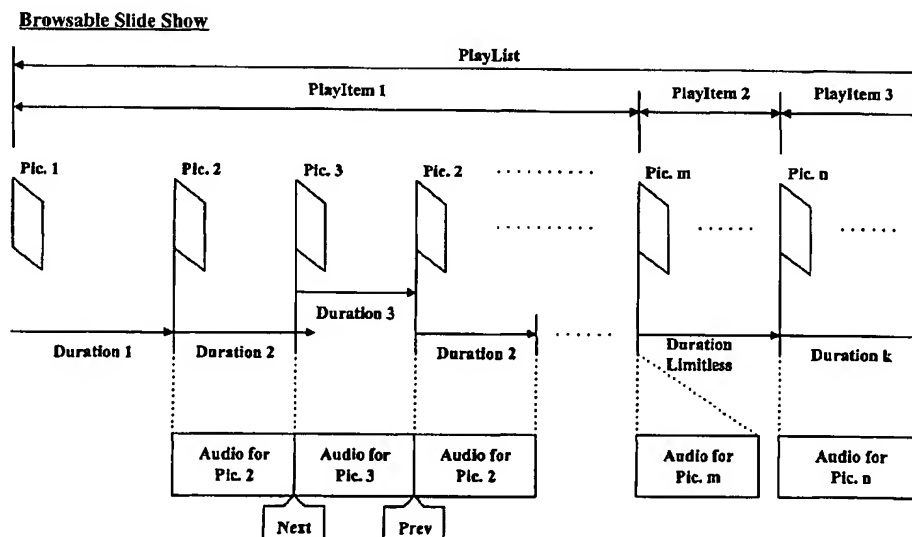 Browsable Slide Show
PlayList
PlayItem 1
PlayItem 2
PlayItem 3
Pic. 1
Pic. 2
Pic. 3
Pic. 2
Pic. m
Pic. n
Duration 3
Duration 1
Duration 2
Duration 2
Duration
Limitless
Duration k
Audio for
Pic. 2
Audio for
Pic. 3
Audio for
Pic. 2
Audio for
Pic. m
Audio for
Pic. n
Next
Prev